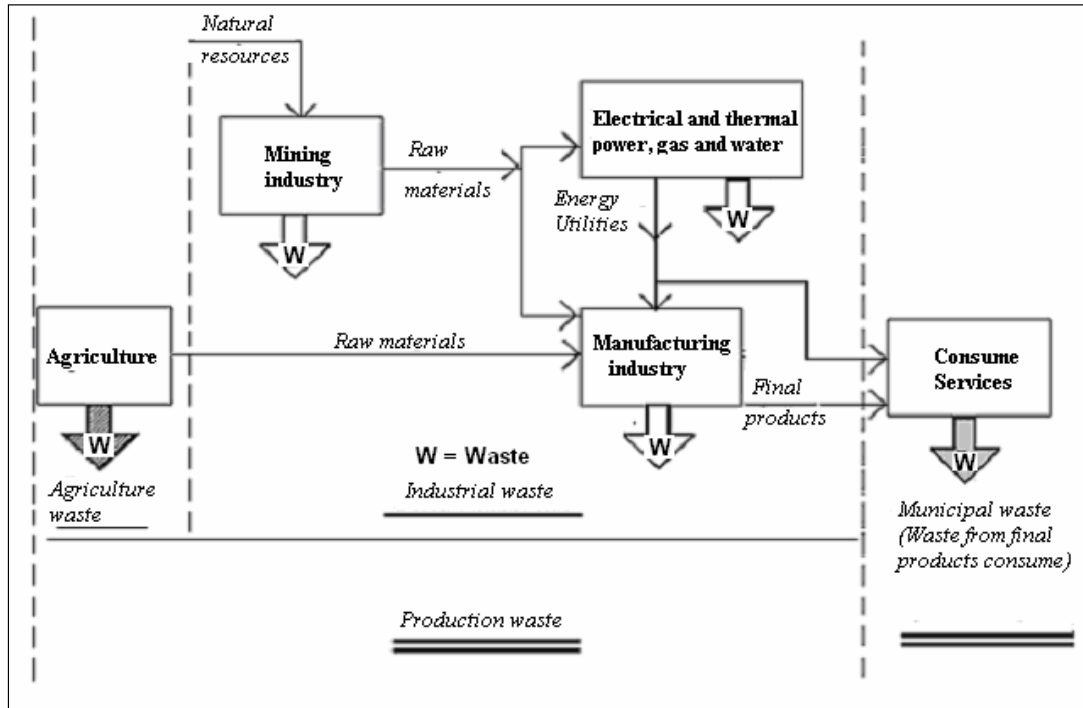 Natural
resources
Mining
industry
W
Raw
materials
Electrical and thermal
power, gas and water
W
Energy
Utilities
Agriculture
W
Raw materials
Manufacturing
industry
W
Final
products
Consume
Services
W
W = Waste
Agriculture
waste
Industrial waste
Municipal waste
(Waste from final
products consume)
Production waste